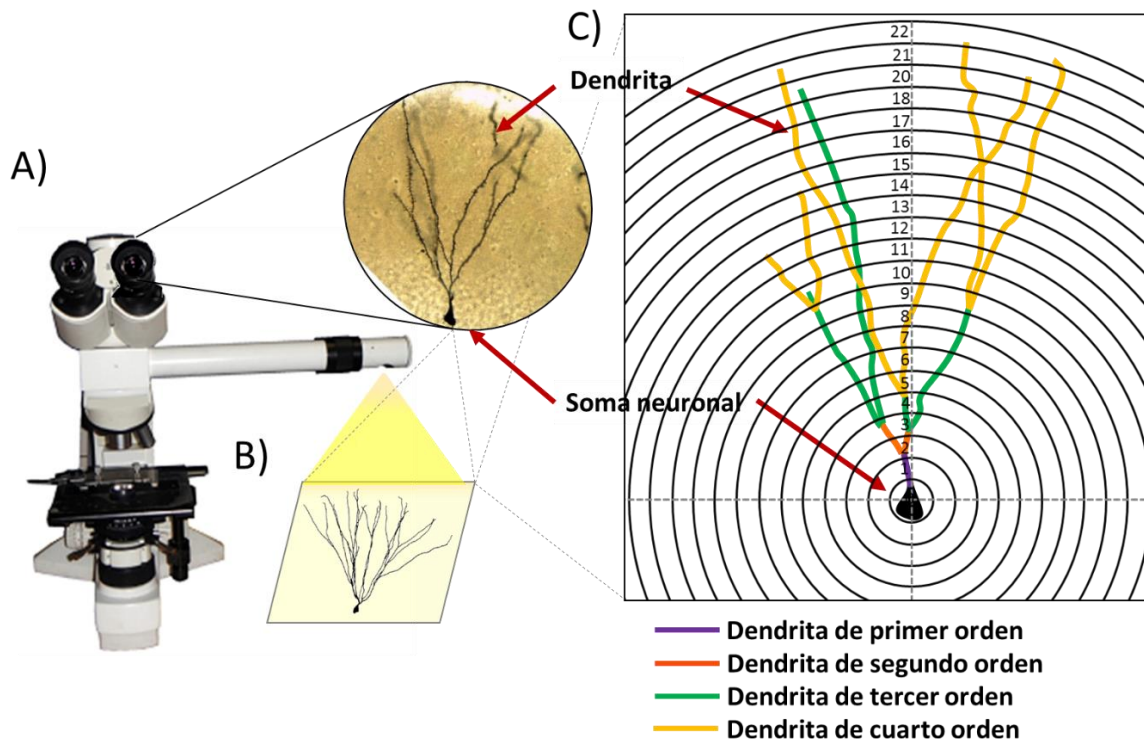 A)
B)
C)
Dendrita
Soma neuronal
22
21
20
18
17
16
15
14
13
12
11
10
9
8
7
6
5
4
3
2
1
Dendrita de primer orden
Dendrita de segundo orden
Dendrita de tercer orden
Dendrita de cuarto orden